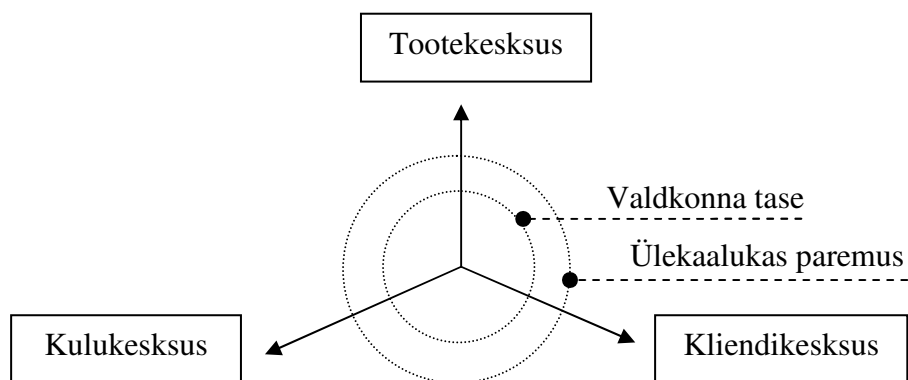 Tootekesksus
Valdkonna tase
Ülekaalukas paremus
Kulukesksus
Kliendikesksus